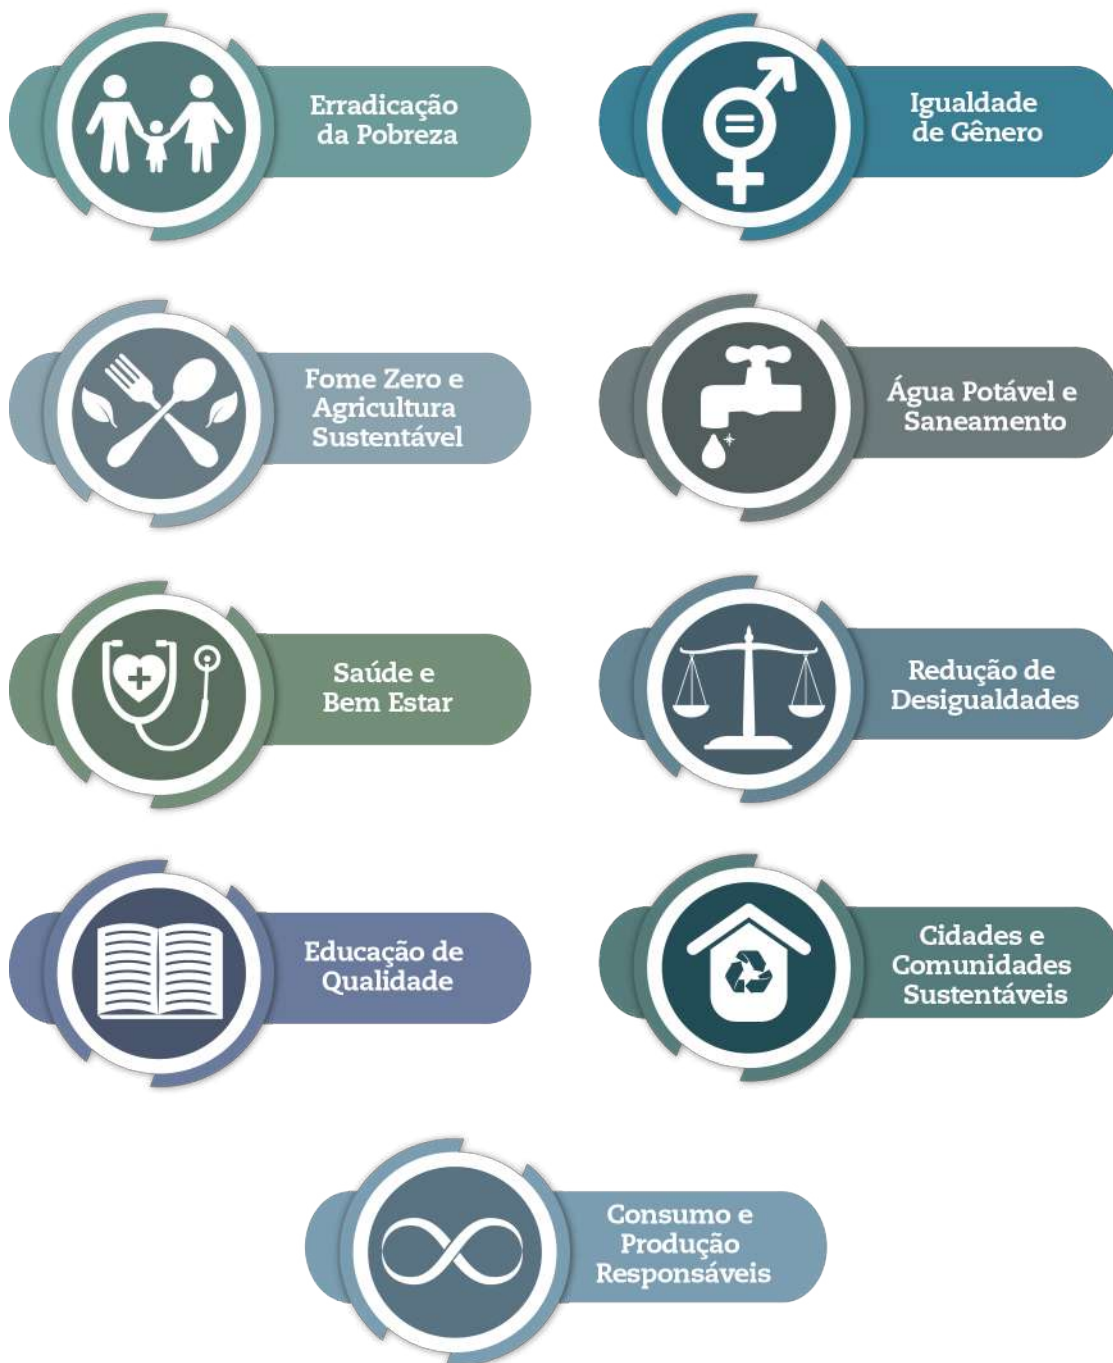 Erradicação
da Pobreza
Igualdade
de Gênero
Fome Zero e
Agricultura
Sustentável
Água Potável e
Saneamento
Saúde e
Bem Estar
Redução de
Desigualdades
Educação de
Qualidade
Cidades e
Comunidades
Sustentáveis
Consumo e
Produção
Responsáveis